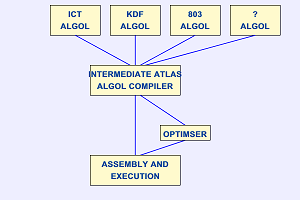 ICT
ALGOL
KDF
ALGOL
803
ALGOL
?
ALGOL
INTERMEDIATE ATLAS
ALGOL COMPILER
OPTIMSER
ASSEMBLY AND
EXECUTION